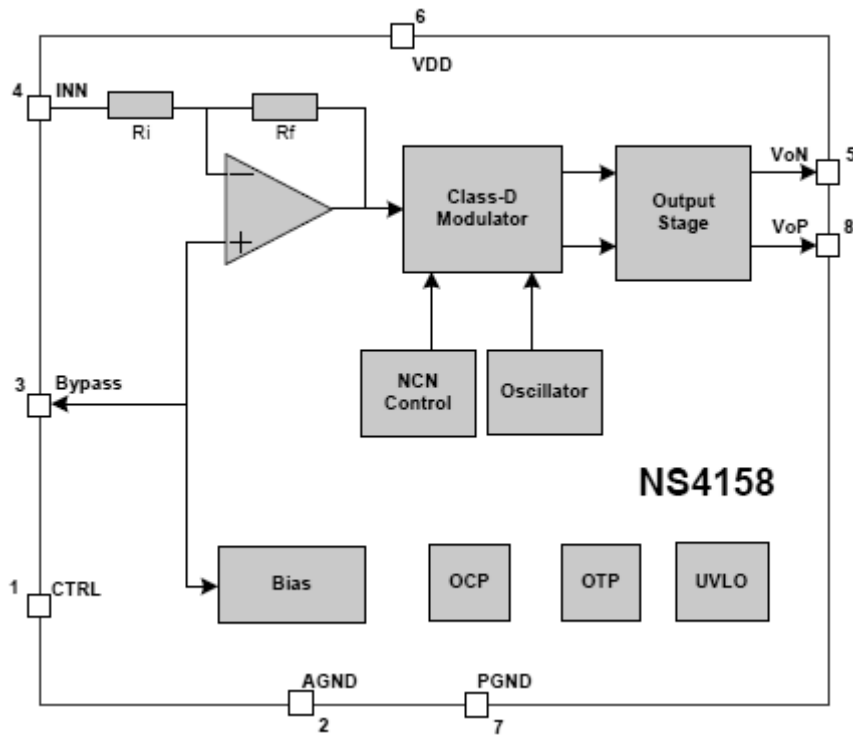 6
VDD
4
INN
Ri
Rf
Class-D
Modulator
Output
Stage
VoN
5
VoP
8
3
Bypass
NCN
Control
Oscillator
NS4158
1
CTRL
Bias
OCP
OTP
UVLO
AGND
2
PGND
7